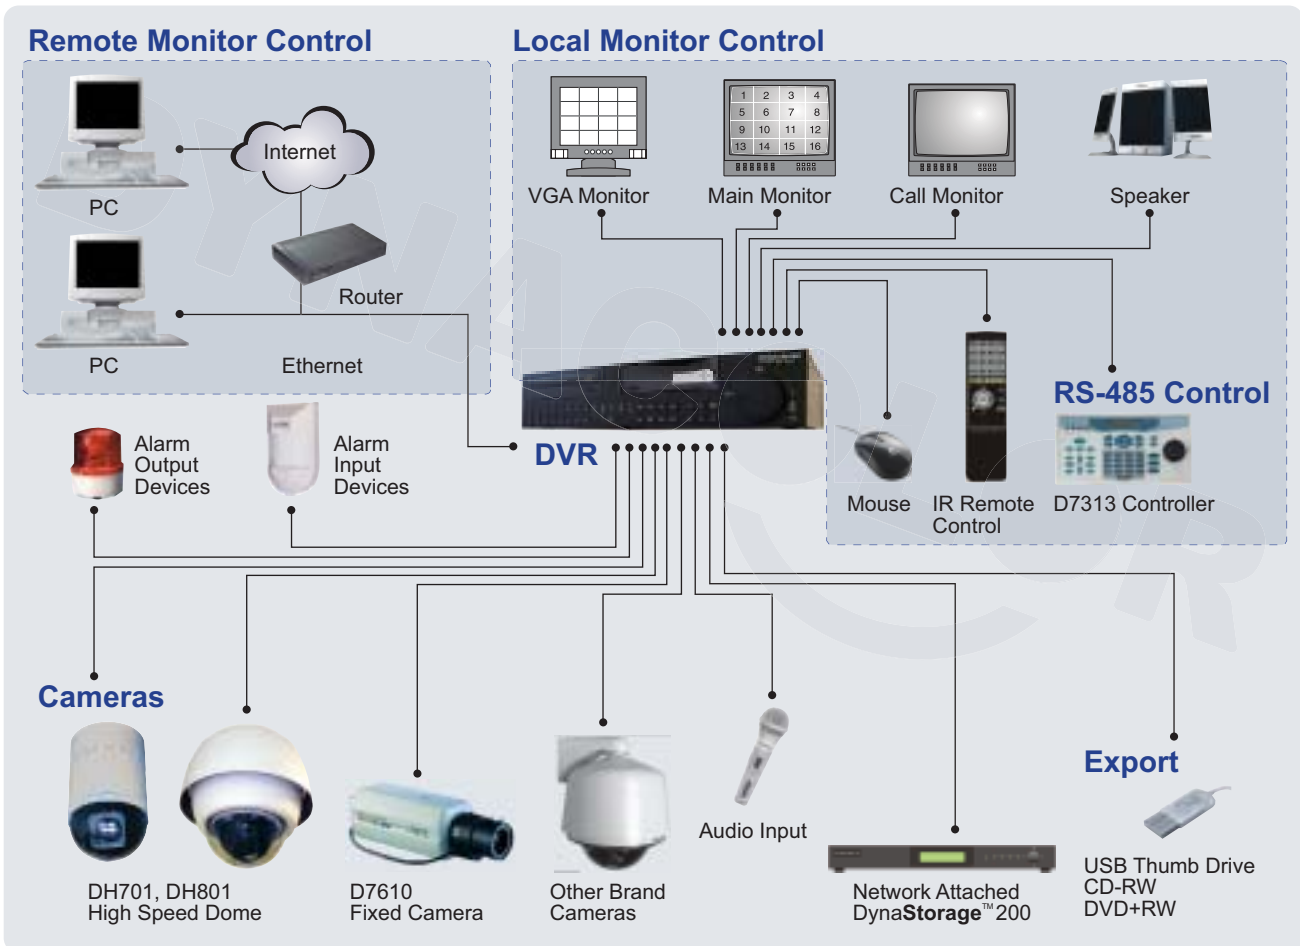 Remote Monitor Control
Local Monitor Control
PC
Internet
Router
PC
Ethernet
1 2 3 4
5 6 7 8
9 10 11 12
13 14 15 16
VGA Monitor
Main Monitor
Call Monitor
Speaker
DVR
RS-485 Control
Mouse
IR Remote
Control
D7313 Controller
Alarm
Output
Devices
Alarm
Input
Devices
Cameras
DH701, DH801
High Speed Dome
D7610
Fixed Camera
Other Brand
Cameras
Audio Input
Network Attached
DynaStorage™200
Export
USB Thumb Drive
CD-RW
DVD+RW
DYNACOLOR